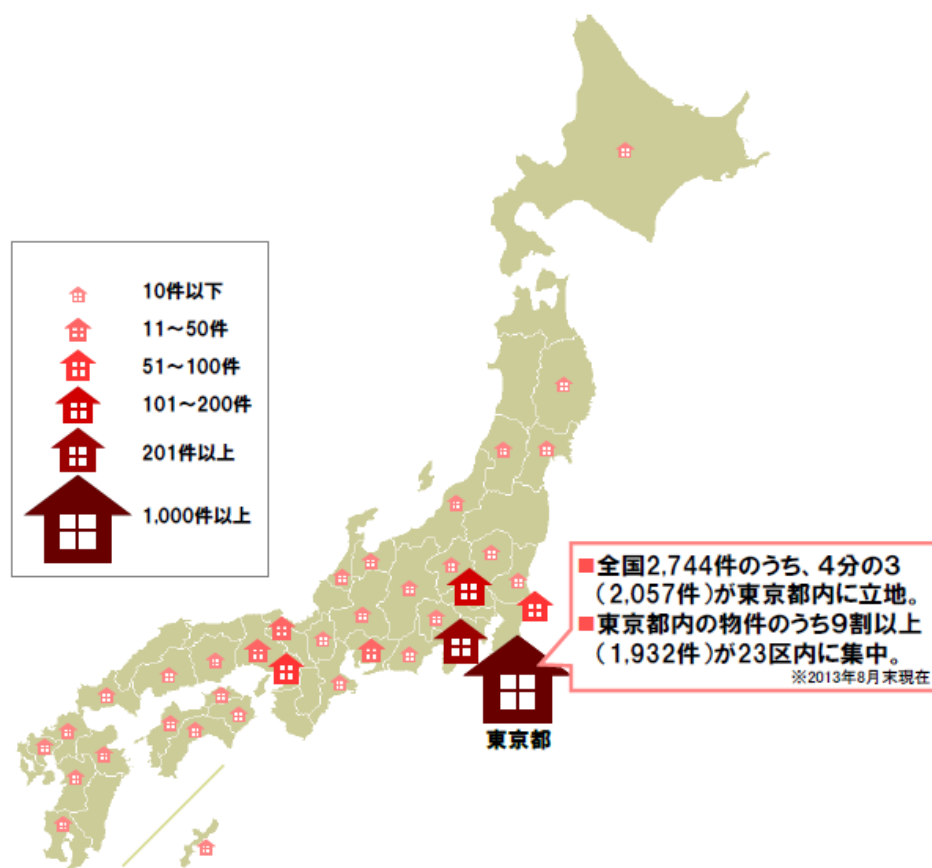 10件以下
11～50件
51～100件
101～200件
201件以上
1,000件以上
■全国2,744件のうち、4分の3
（2,057件）が東京都内に立地。
■東京都内の物件のうち9割以上
（1,932件）が23区内に集中。
※2013年8月末現在
東京都